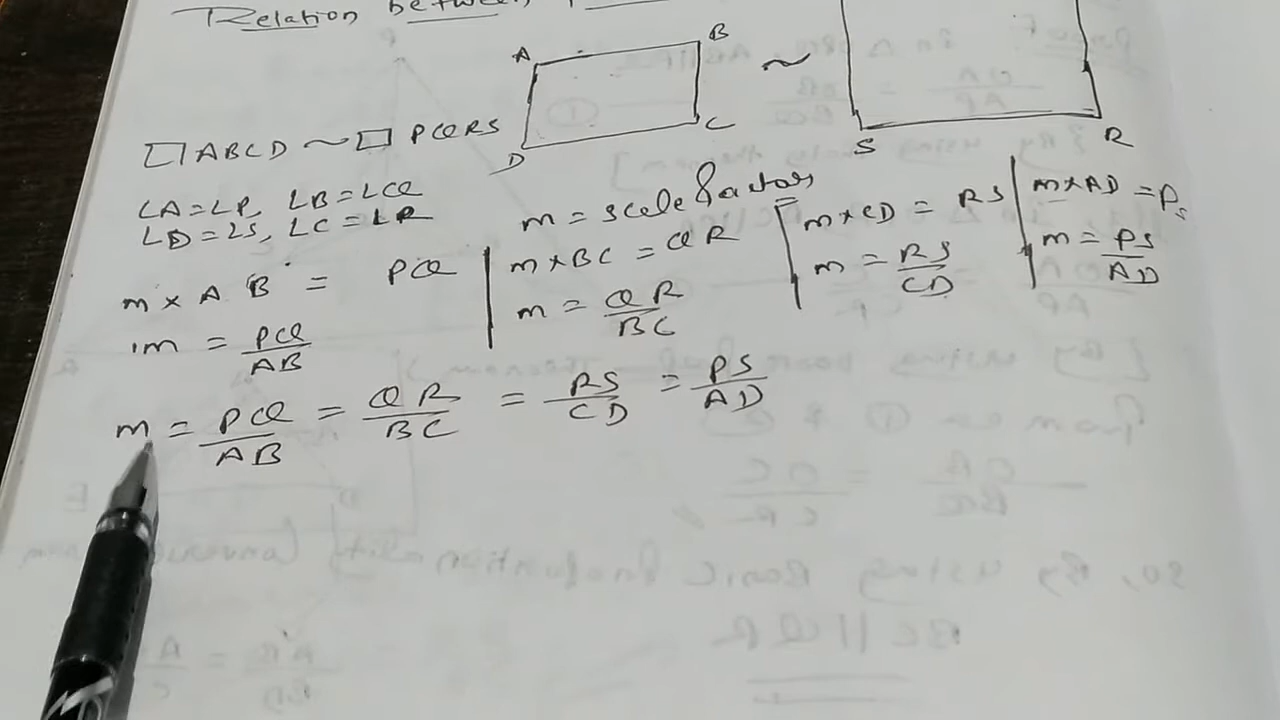 Relation between
A B ~
D C S R
□ABCD ~ □ PQRS
∠A=∠P, ∠B=∠Q
∠D=∠S, ∠C=∠R
m = scale factor
m × AB = PQ
m = PQ/AB
m×BC = QR
m = QR/BC
m×CD = RS
m = RS/CD
m×AD = PS
m = PS/AD
m = PQ/AB = QR/BC = RS/CD = PS/AD